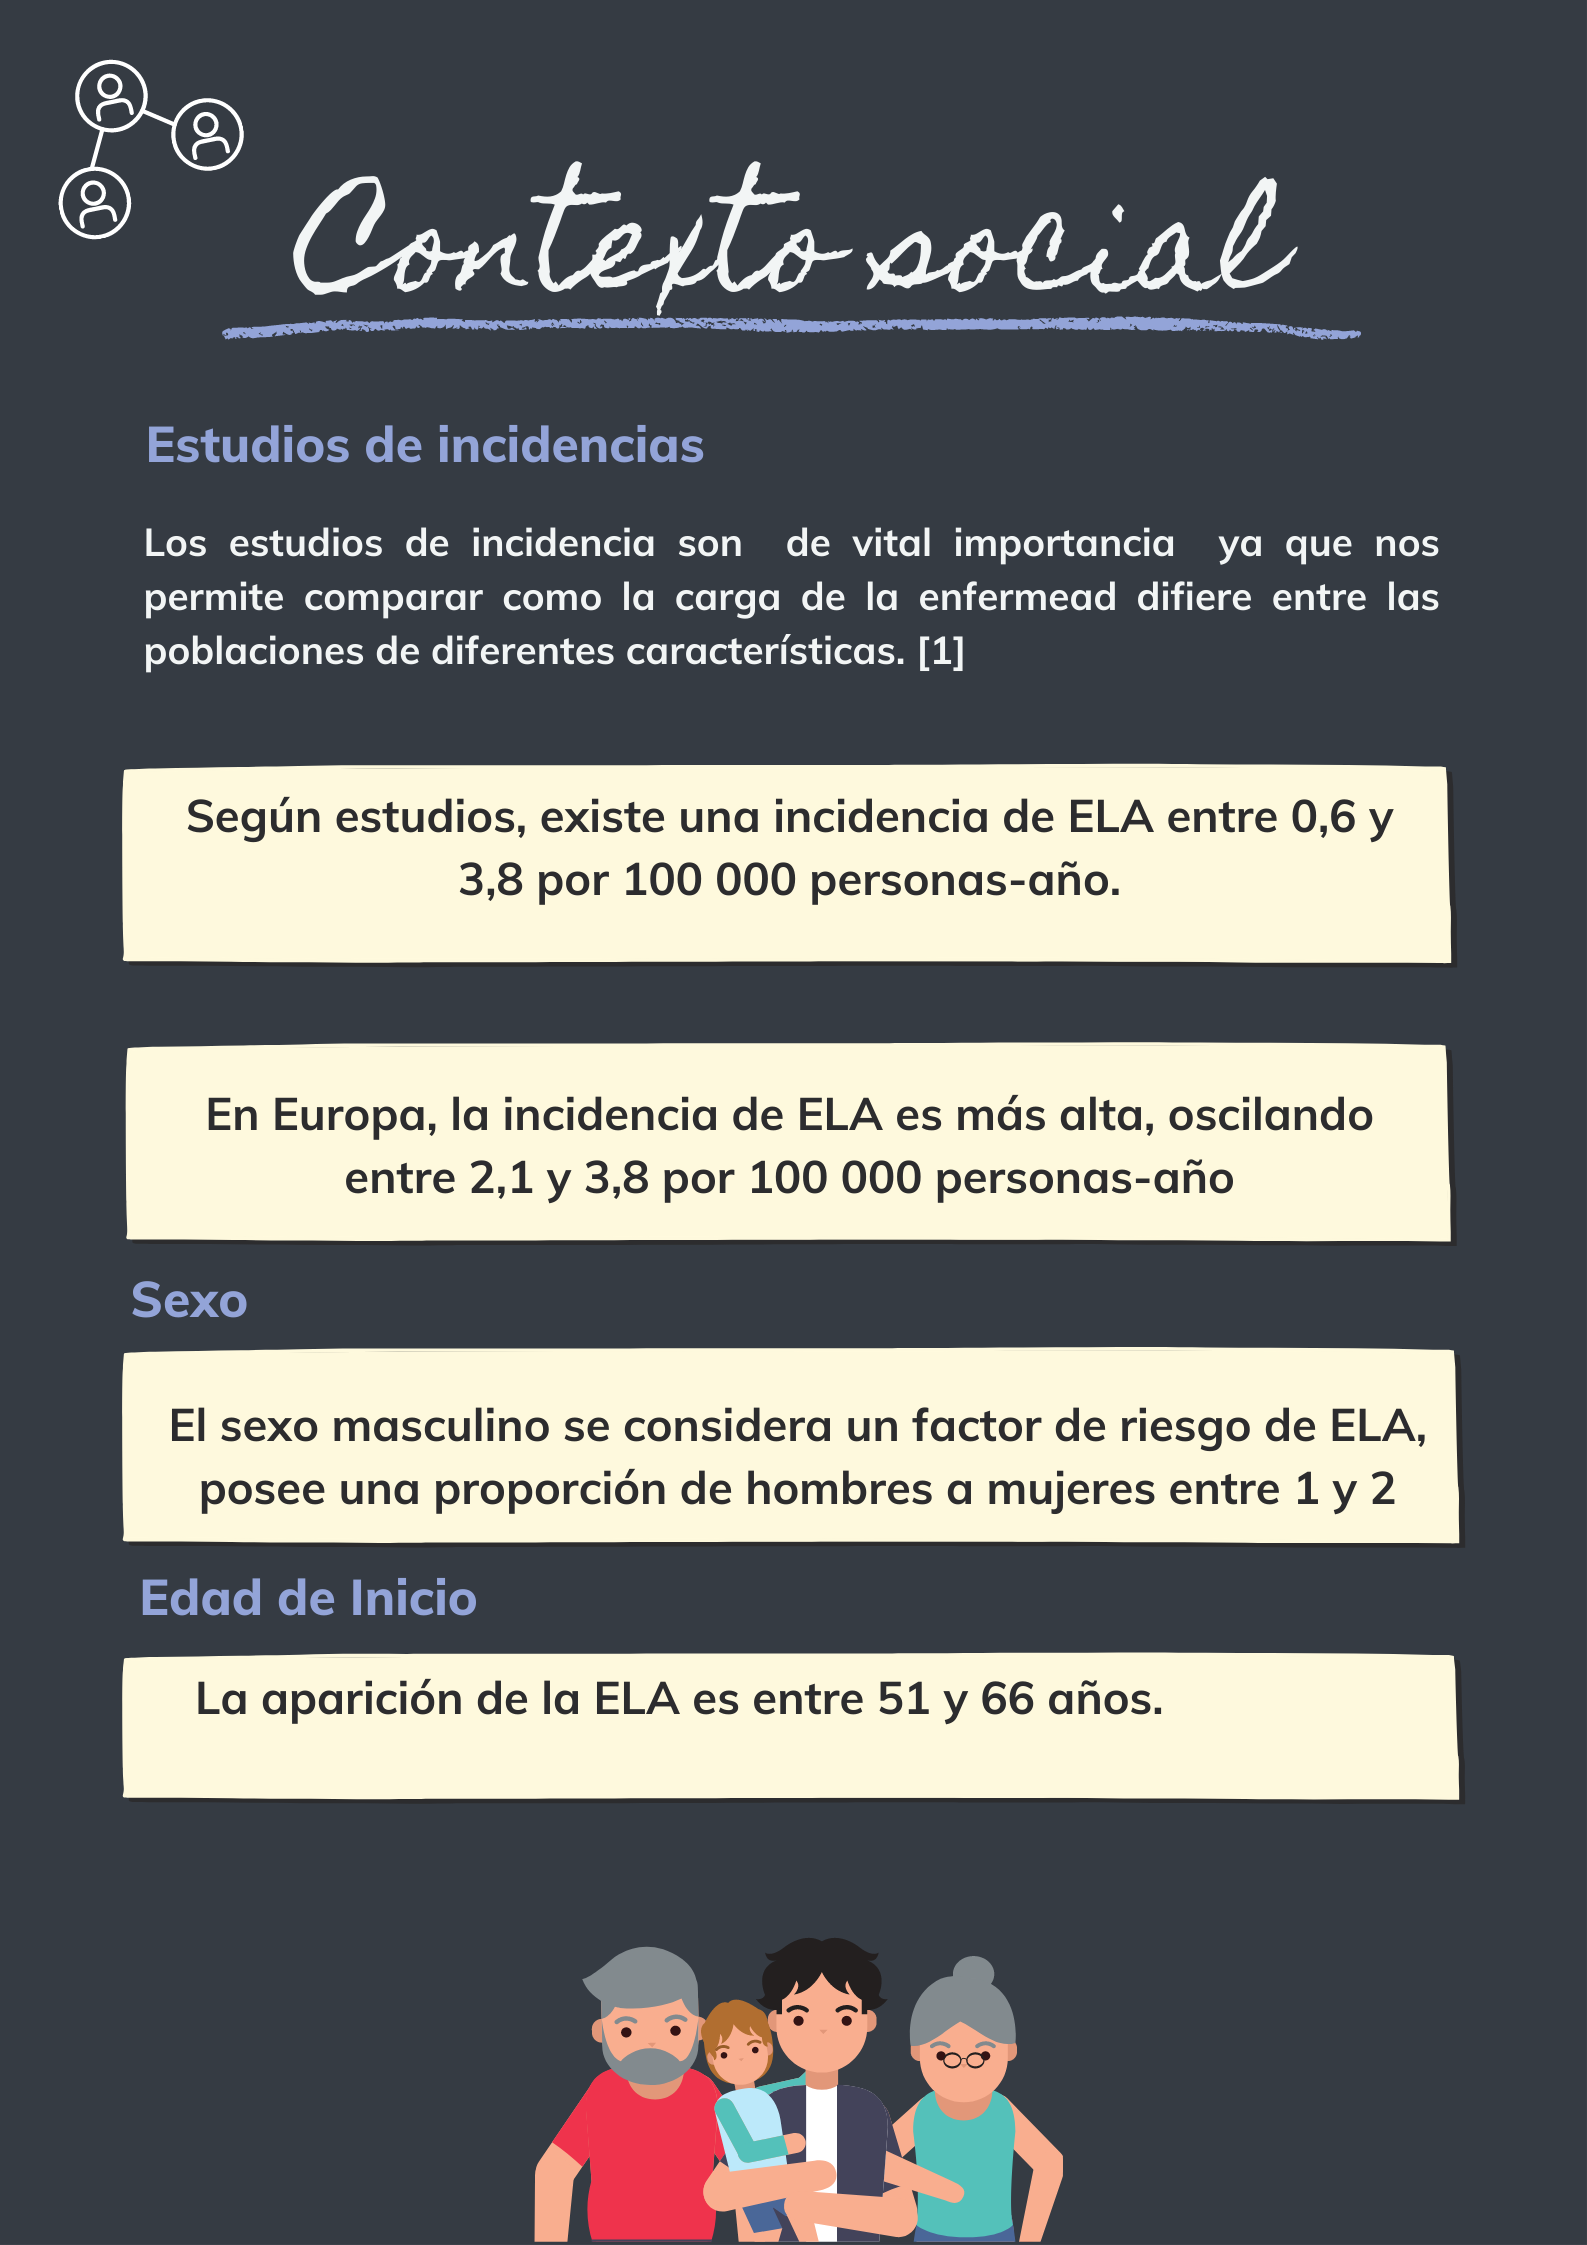 Contexto social
Estudios de incidencias
Los estudios de incidencia son de vital importancia ya que nos
permite comparar como la carga de la enfermead difiere entre las
poblaciones de diferentes características. [1]
Según estudios, existe una incidencia de ELA entre 0,6 y
3,8 por 100 000 personas-año.
En Europa, la incidencia de ELA es más alta, oscilando
entre 2,1 y 3,8 por 100 000 personas-año
Sexo
El sexo masculino se considera un factor de riesgo de ELA,
posee una proporción de hombres a mujeres entre 1 y 2
Edad de Inicio
La aparición de la ELA es entre 51 y 66 años.